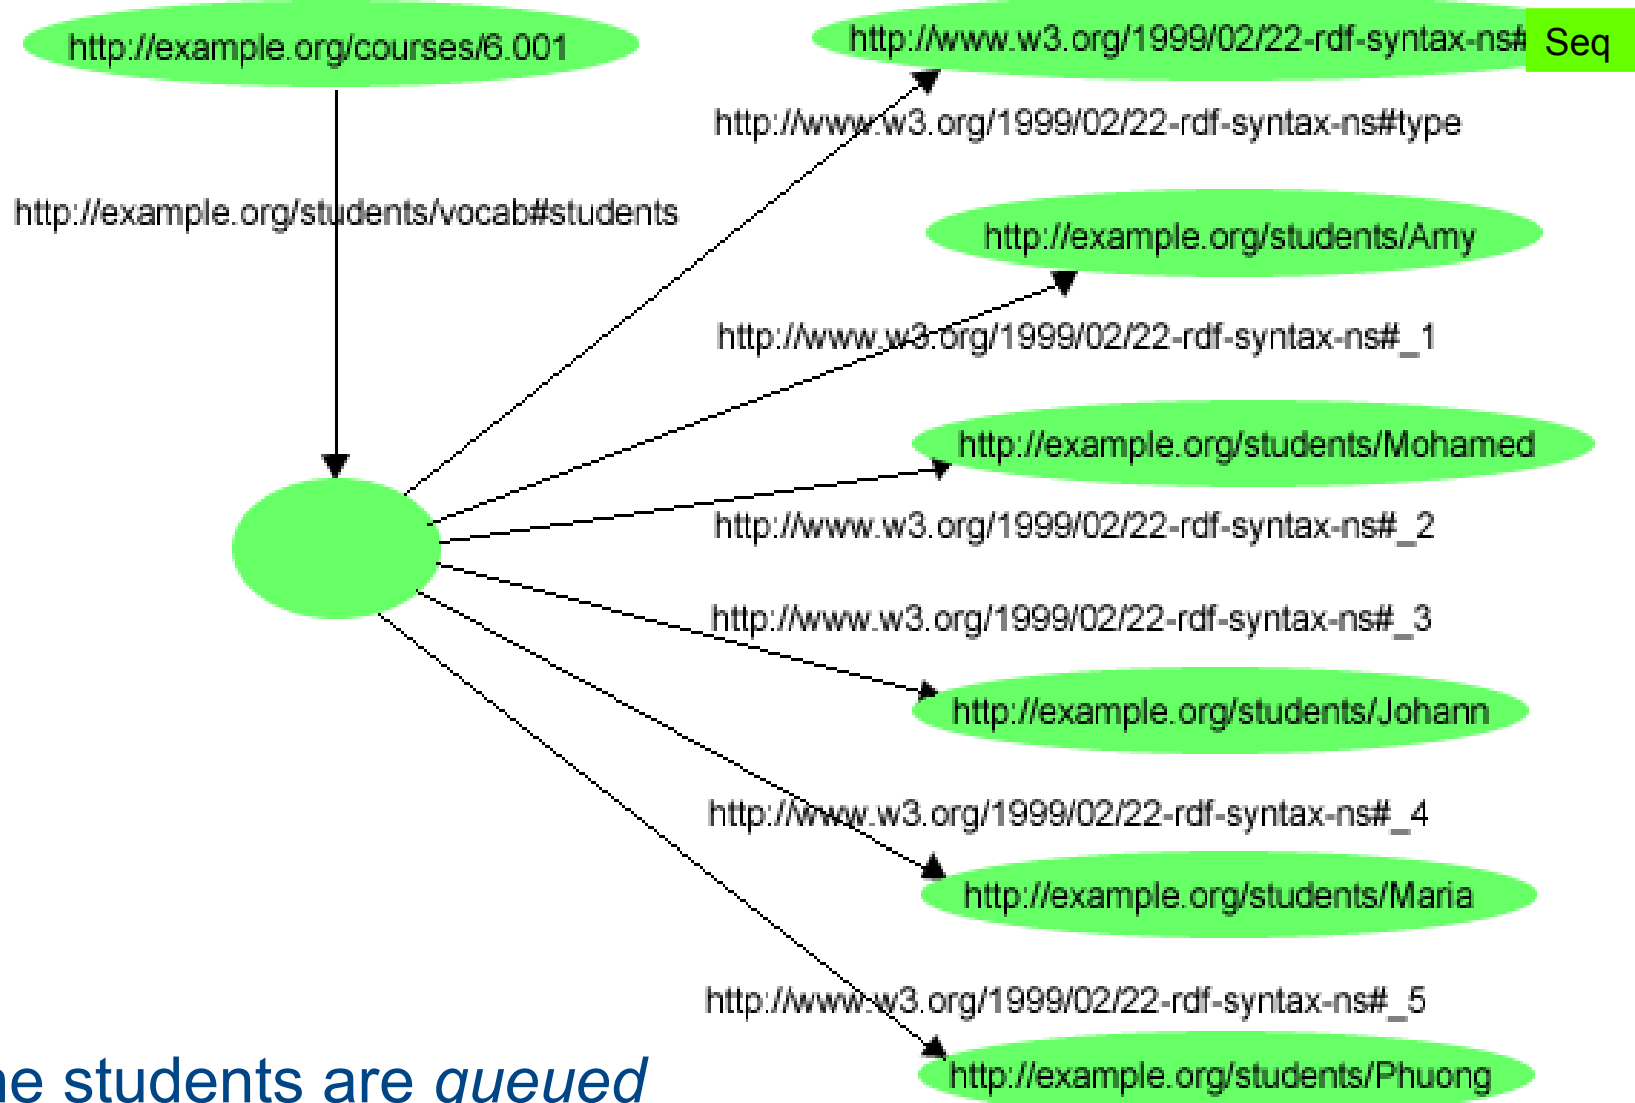 http://example.org/courses/6.001
http://www.w3.org/1999/02/22-rdf-syntax-ns# Seq
http://www.w3.org/1999/02/22-rdf-syntax-ns#type
http://example.org/students/vocab#students
http://example.org/students/Amy
http://www.w3.org/1999/02/22-rdf-syntax-ns#_1
http://example.org/students/Mohamed
http://www.w3.org/1999/02/22-rdf-syntax-ns#_2
http://www.w3.org/1999/02/22-rdf-syntax-ns#_3
http://example.org/students/Johann
http://www.w3.org/1999/02/22-rdf-syntax-ns#_4
http://example.org/students/Maria
http://www.w3.org/1999/02/22-rdf-syntax-ns#_5
http://example.org/students/Phuong
students are queued